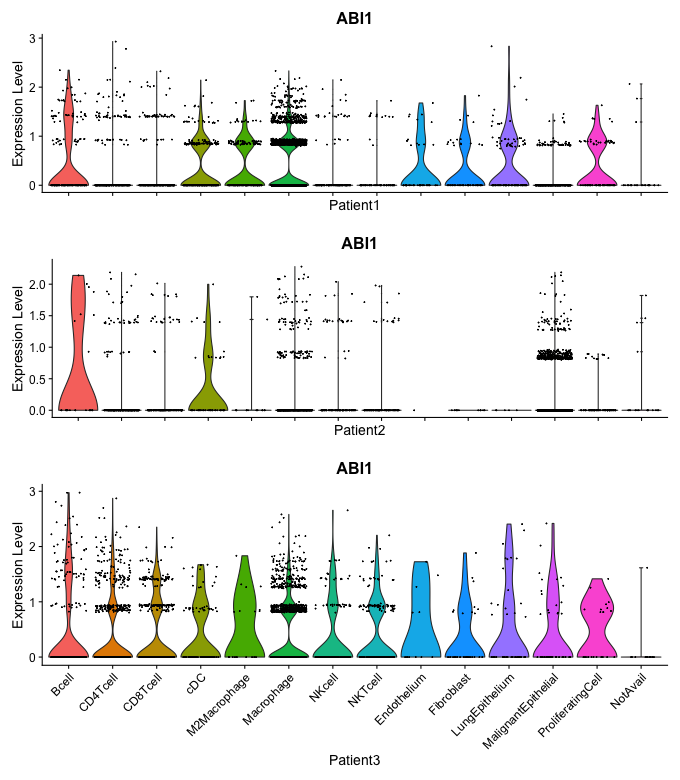 ABI1
3
2
1
0
Expression Level
Patient1
ABI1
2.0
1.5
1.0
0.5
0.0
Expression Level
Patient2
ABI1
3
2
1
0
Expression Level
Bcell
CD4Tcell
CD8Tcell
cDC
M2Macrophage
Macrophage
NKcell
NKTcell
Endothelium
Fibroblast
LungEpithelium
MalignantEpithelial
ProliferatingCell
NotAvail
Patient3